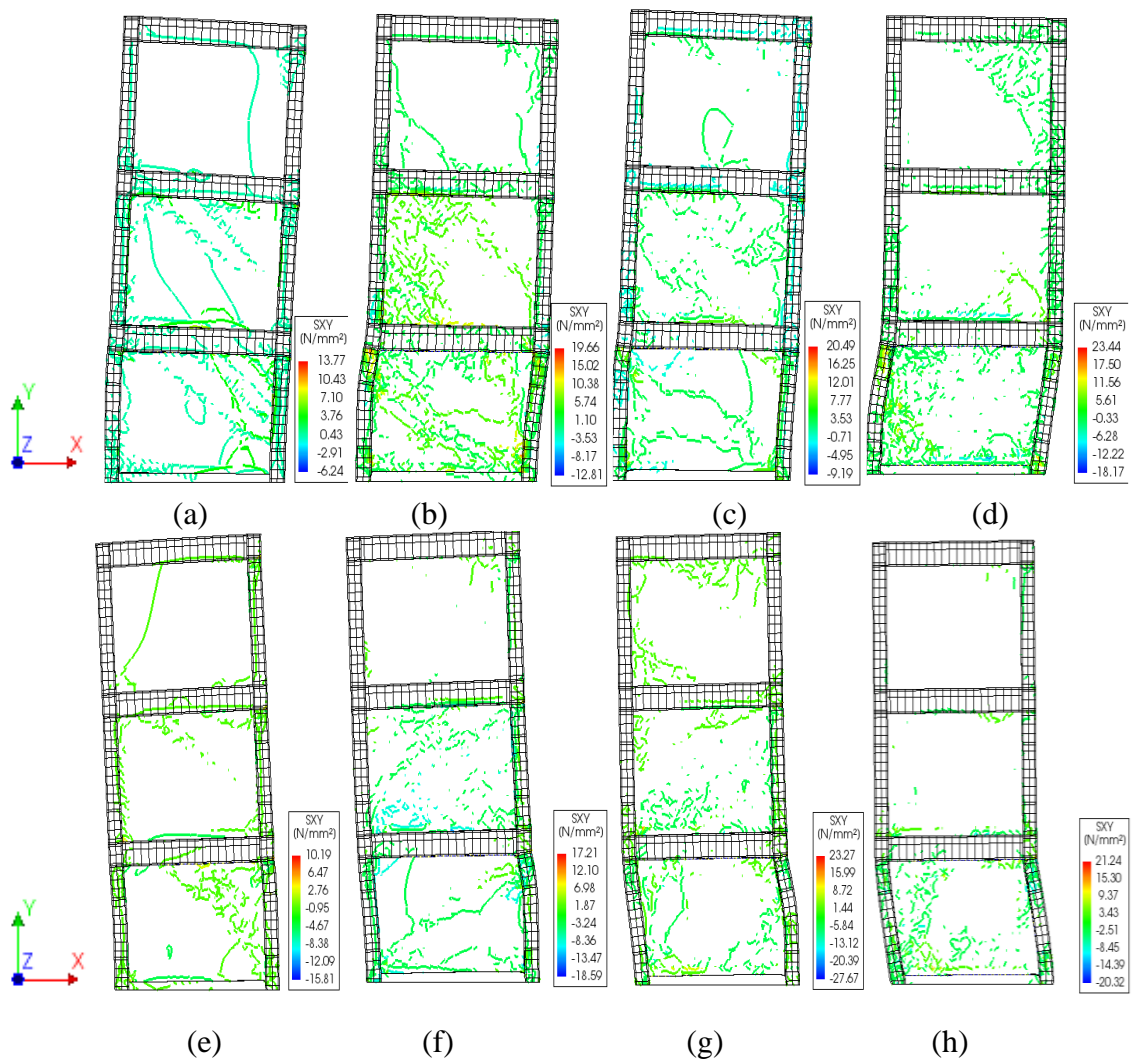 SXY
(N/mm²)
13.77
10.43
7.10
3.76
0.43
-2.91
-6.24
SXY
(N/mm²)
19.66
15.02
10.38
5.74
1.10
-3.53
-8.17
-12.81
SXY
(N/mm²)
20.49
16.25
12.01
7.77
3.53
-0.71
-4.95
-9.19
SXY
(N/mm²)
23.44
17.50
11.56
5.61
-0.33
-6.28
-12.22
-18.17
Y
Z X
(a) (b) (c) (d)
SXY
(N/mm²)
10.19
6.47
2.76
-0.95
-4.67
-8.38
-12.09
-15.81
SXY
(N/mm²)
17.21
12.10
6.98
1.87
-3.24
-8.36
-13.47
-18.59
SXY
(N/mm²)
23.27
15.99
8.72
1.44
-5.84
-13.12
-20.39
-27.67
SXY
(N/mm²)
21.24
15.30
9.37
3.43
-2.51
-8.45
-14.39
-20.32
Y
Z X
(e) (f) (g) (h)